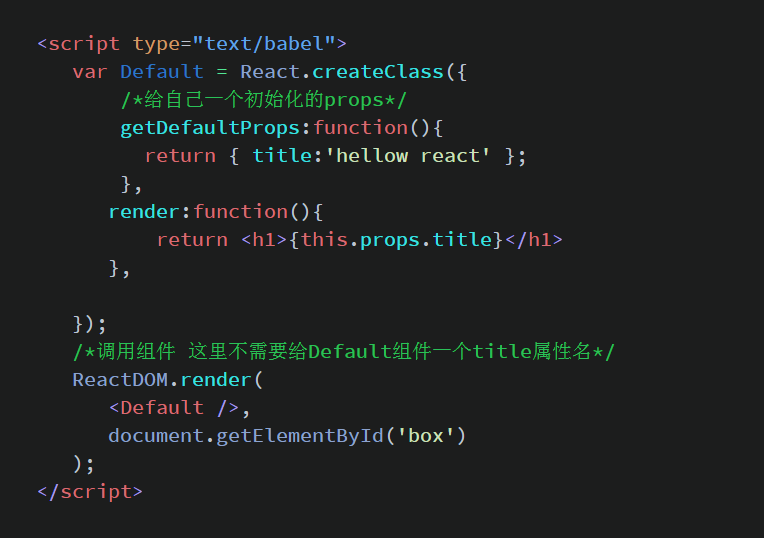 <script type="text/babel">
var Default = React.createClass({
/*给自己一个初始化的props*/
getDefaultProps:function(){
return { title:'hellow react' };
},
render:function(){
return <h1>{this.props.title}</h1>
},
});
/*调用组件 这里不需要给Default组件一个title属性名*/
ReactDOM.render(
<Default />,
document.getElementById('box')
);
</script>